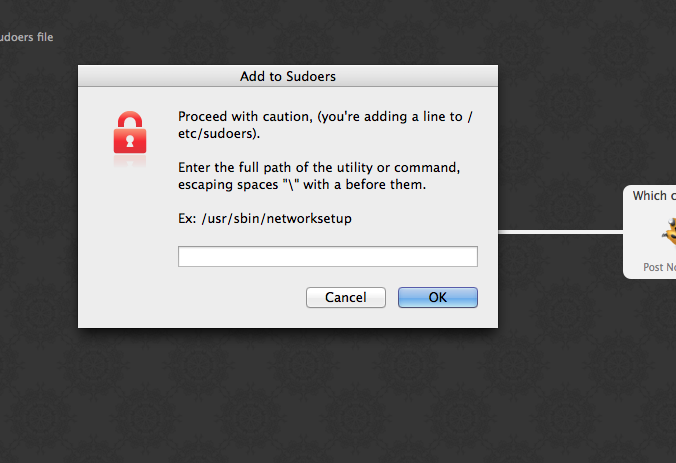 udoers file
Add to Sudoers
Proceed with caution, (you're adding a line to /
etc/sudoers).
Enter the full path of the utility or command,
escaping spaces "\" with a before them.
Ex: /usr/sbin/networksetup
Cancel
OK
Which
Post